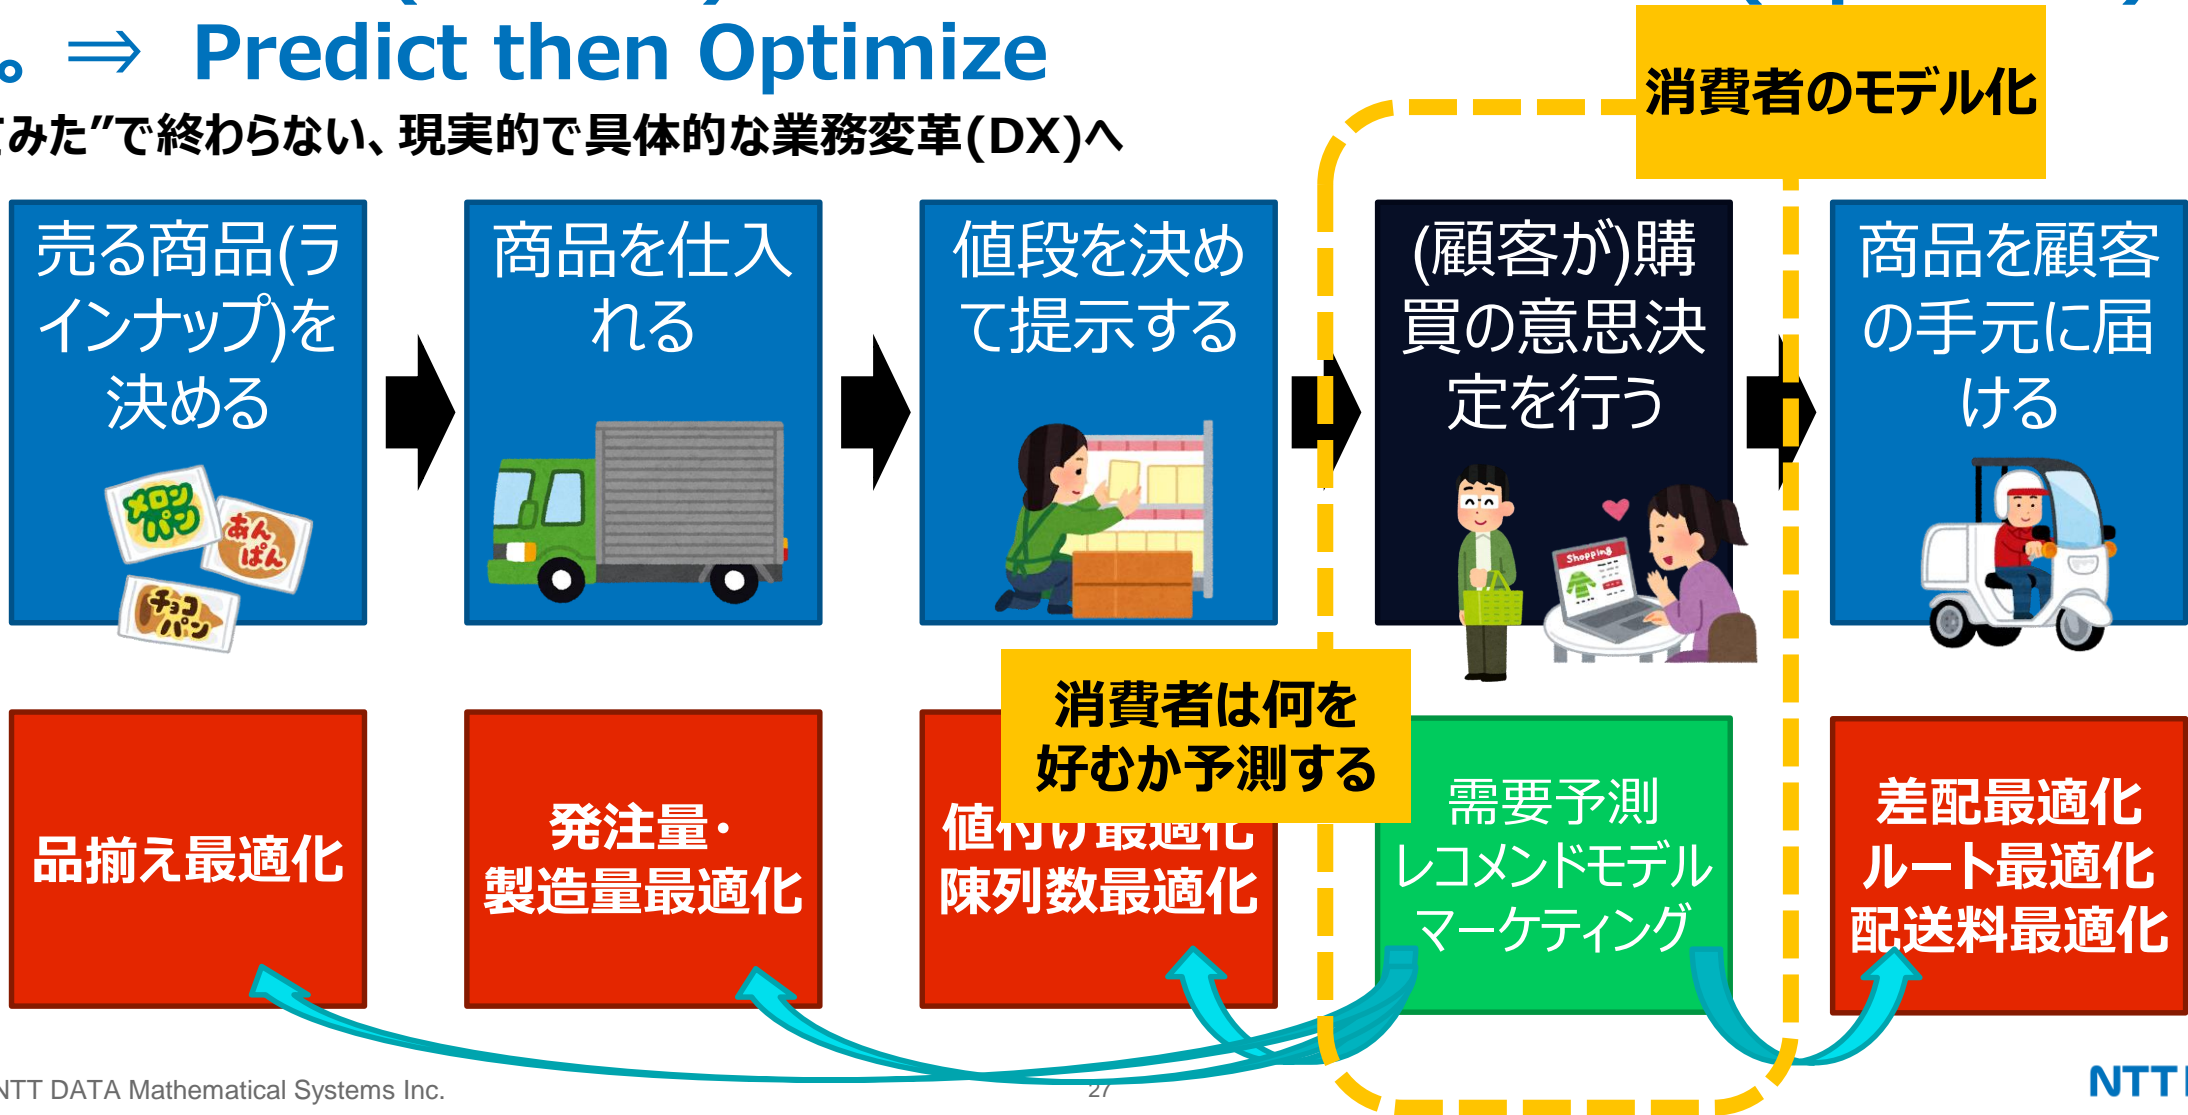 。⇒ Predict then Optimize
てみた”で終わらない、現実的で具体的な業務変革(DX)へ
消費者のモデル化
売る商品(ラ
インナップ)を
決める
商品を仕入
れる
値段を決め
て提示する
(顧客が)購
買の意思決
定を行う
商品を顧客
の手元に届
ける
メロン
パン
あん
ぱん
チョコ
パン
Shopping
消費者は何を
好むか予測する
品揃え最適化
発注量・
製造量最適化
値付け最適化
陳列数最適化
需要予測
レコメンドモデル
マーケティング
差配最適化
ルート最適化
配送料最適化
NTT DATA Mathematical Systems Inc.
27
NTT